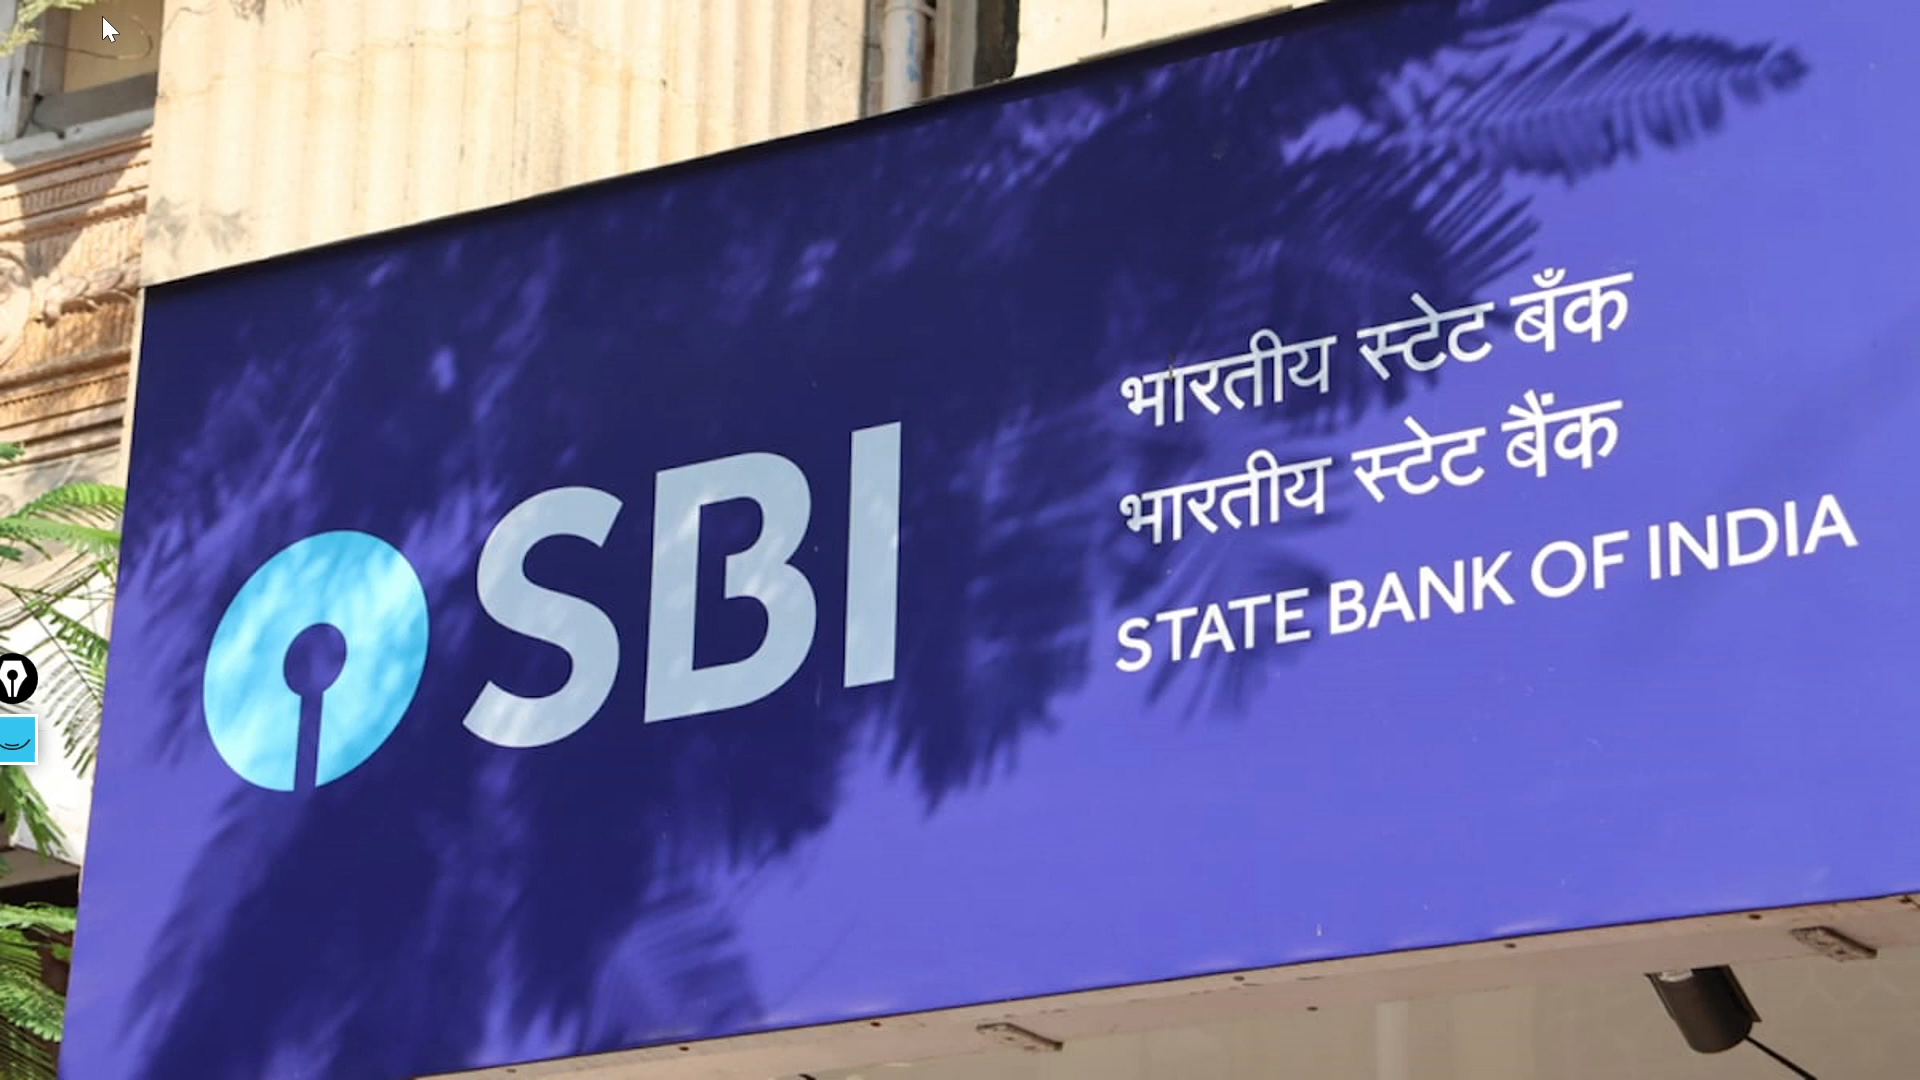 SBI
भारतीय स्टेट बँक
भारतीय स्टेट बैंक
STATE BANK OF INDIA